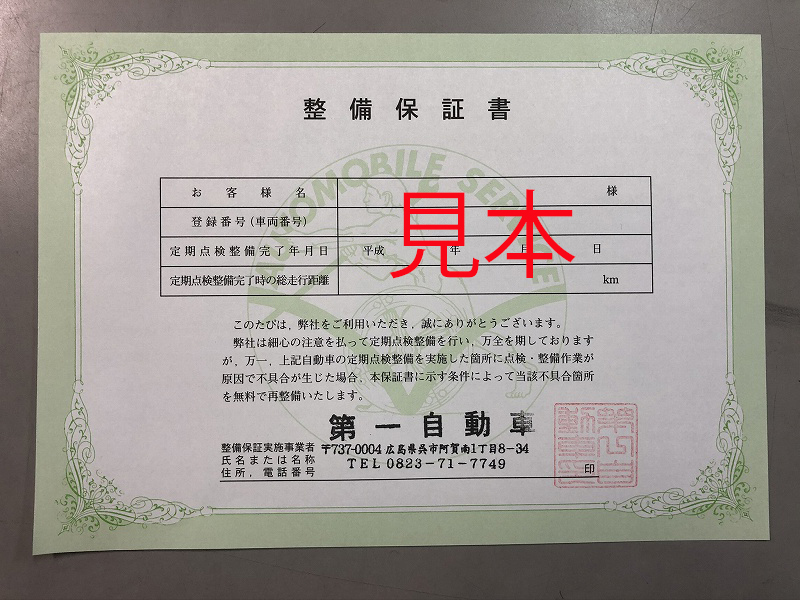 整備保証書
AUTOMOBILE SERVICE
お客様名 様
登録番号(車両番号)
見本
定期点検整備完了年月日 平成 年 月 日
定期点検整備完了時の総走行距離 km
このたびは、弊社をご利用いただき、誠にありがとうございます。
弊社は細心の注意を払って定期点検整備を行い、万全を期しております
が、万一、上記自動車の定期点検整備を実施した箇所に点検・整備作業が
原因で不具合が生じた場合、本保証書に示す条件によって当該不具合箇所
を無料で再整備いたします。
第一自動車
整備保証実施事業者 〒737-0004 広島県呉市阿賀南1丁目8-34
氏名または名称 TEL 0823-71-7749
住所，電話番号 印